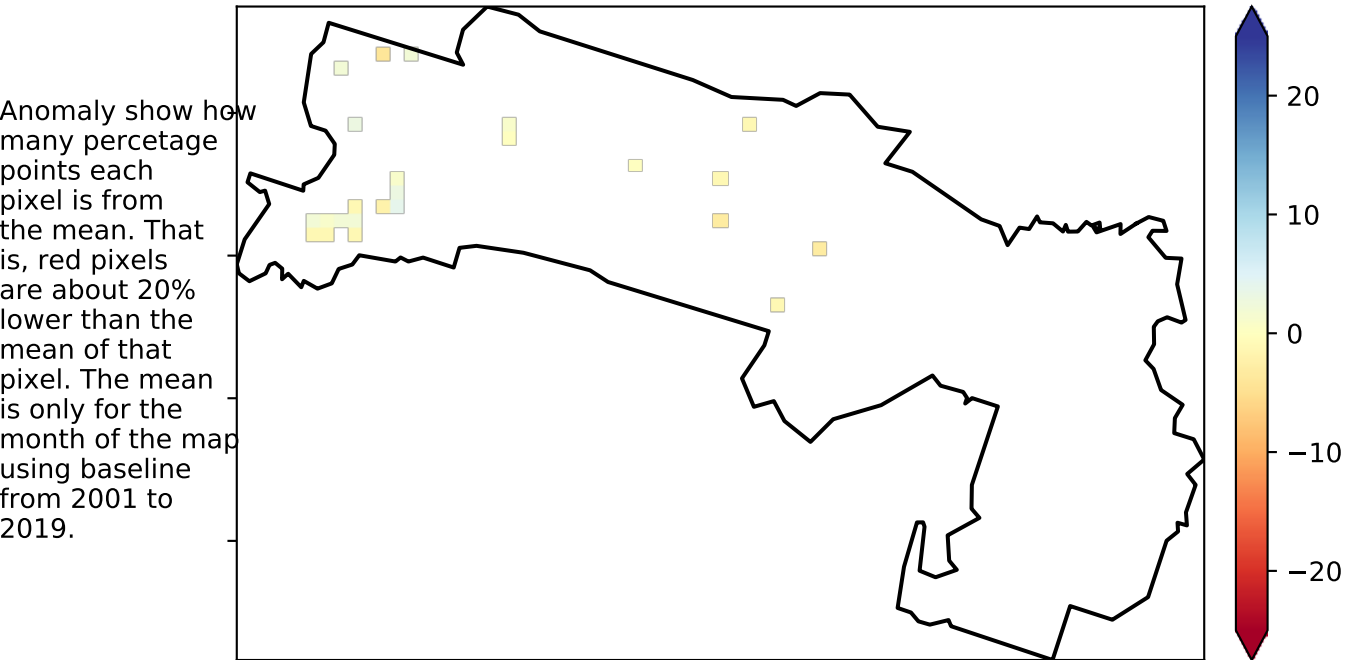 Anomaly show how
many percetage
points each
pixel is from
the mean. That
is, red pixels
are about 20%
lower than the
mean of that
pixel. The mean
is only for the
month of the map
using baseline
from 2001 to
2019.
20
10
0
−10
−20